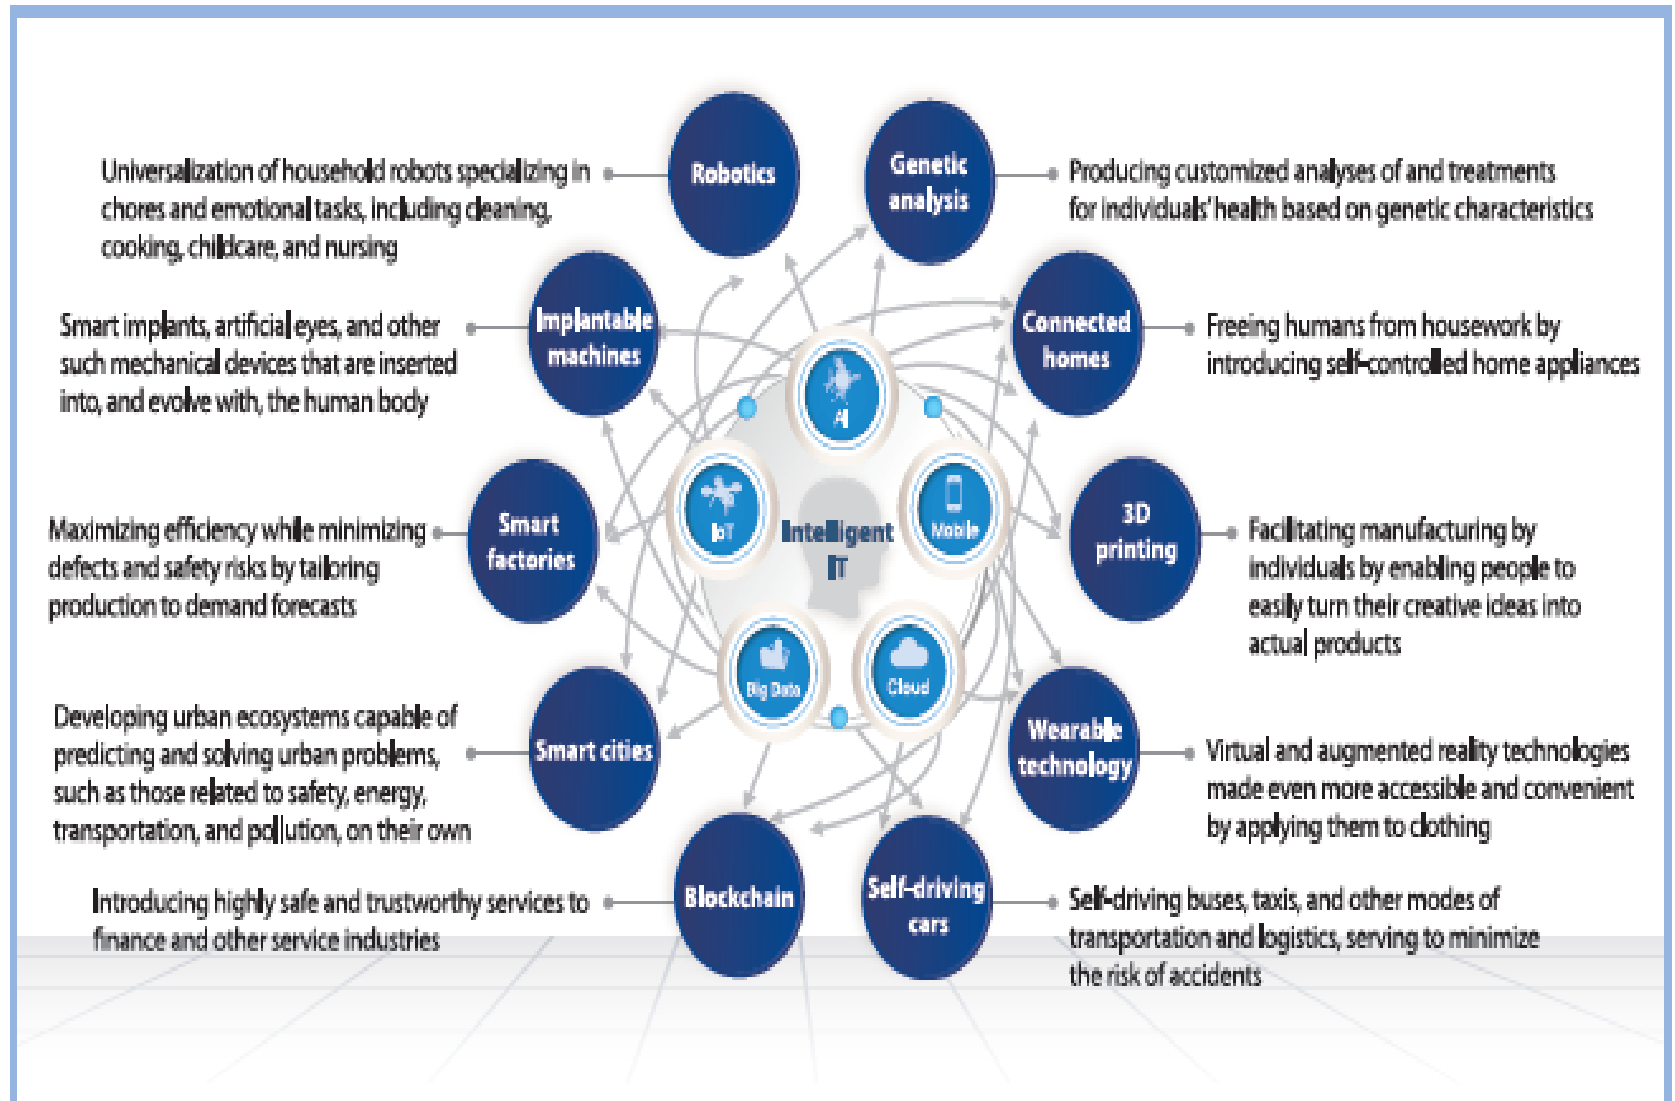 Robotics
Universalization of household robots specializing in
chores and emotional tasks, including cleaning,
cooking, childcare, and nursing
Genetic
analysis
Producing customized analyses of and treatments
for individuals' health based on genetic characteristics
Implantable
machines
Smart implants, artificial eyes, and other
such mechanical devices that are inserted
into, and evolve with, the human body
Connected
homes
Freeing humans from housework by
introducing self-controlled home appliances
AI
IoT
Mobile
Intelligent
IT
Big Data
Cloud
Smart
factories
Maximizing efficiency while minimizing
defects and safety risks by tailoring
production to demand forecasts
3D
printing
Facilitating manufacturing by
individuals by enabling people to
easily turn their creative ideas into
actual products
Smart cities
Developing urban ecosystems capable of
predicting and solving urban problems,
such as those related to safety, energy,
transportation, and pollution, on their own
Wearable
technology
Virtual and augmented reality technologies
made even more accessible and convenient
by applying them to clothing
Blockchain
Introducing highly safe and trustworthy services to
finance and other service industries
Self-driving
cars
Self-driving buses, taxis, and other modes of
transportation and logistics, serving to minimize
the risk of accidents